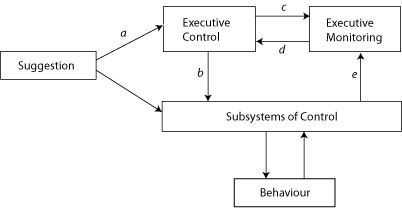 Executive
Control
c
Executive
Monitoring
a
d
Suggestion
b
e
Subsystems of Control
Behaviour